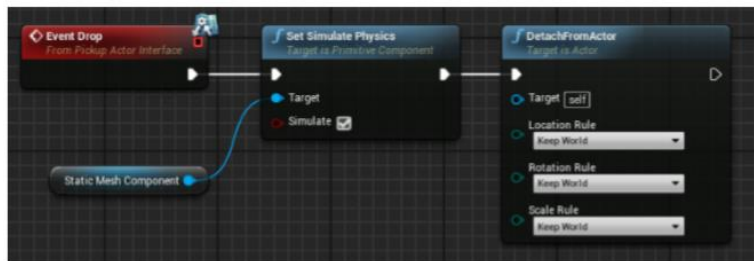 Event Drop
From Pickup Actor Interface
Set Simulate Physics
Target is Primitive Component
Target
Simulate
Static Mesh Component
DetachFromActor
Target is Actor
Target self
Location Rule
Keep World
Rotation Rule
Keep World
Scale Rule
Keep World